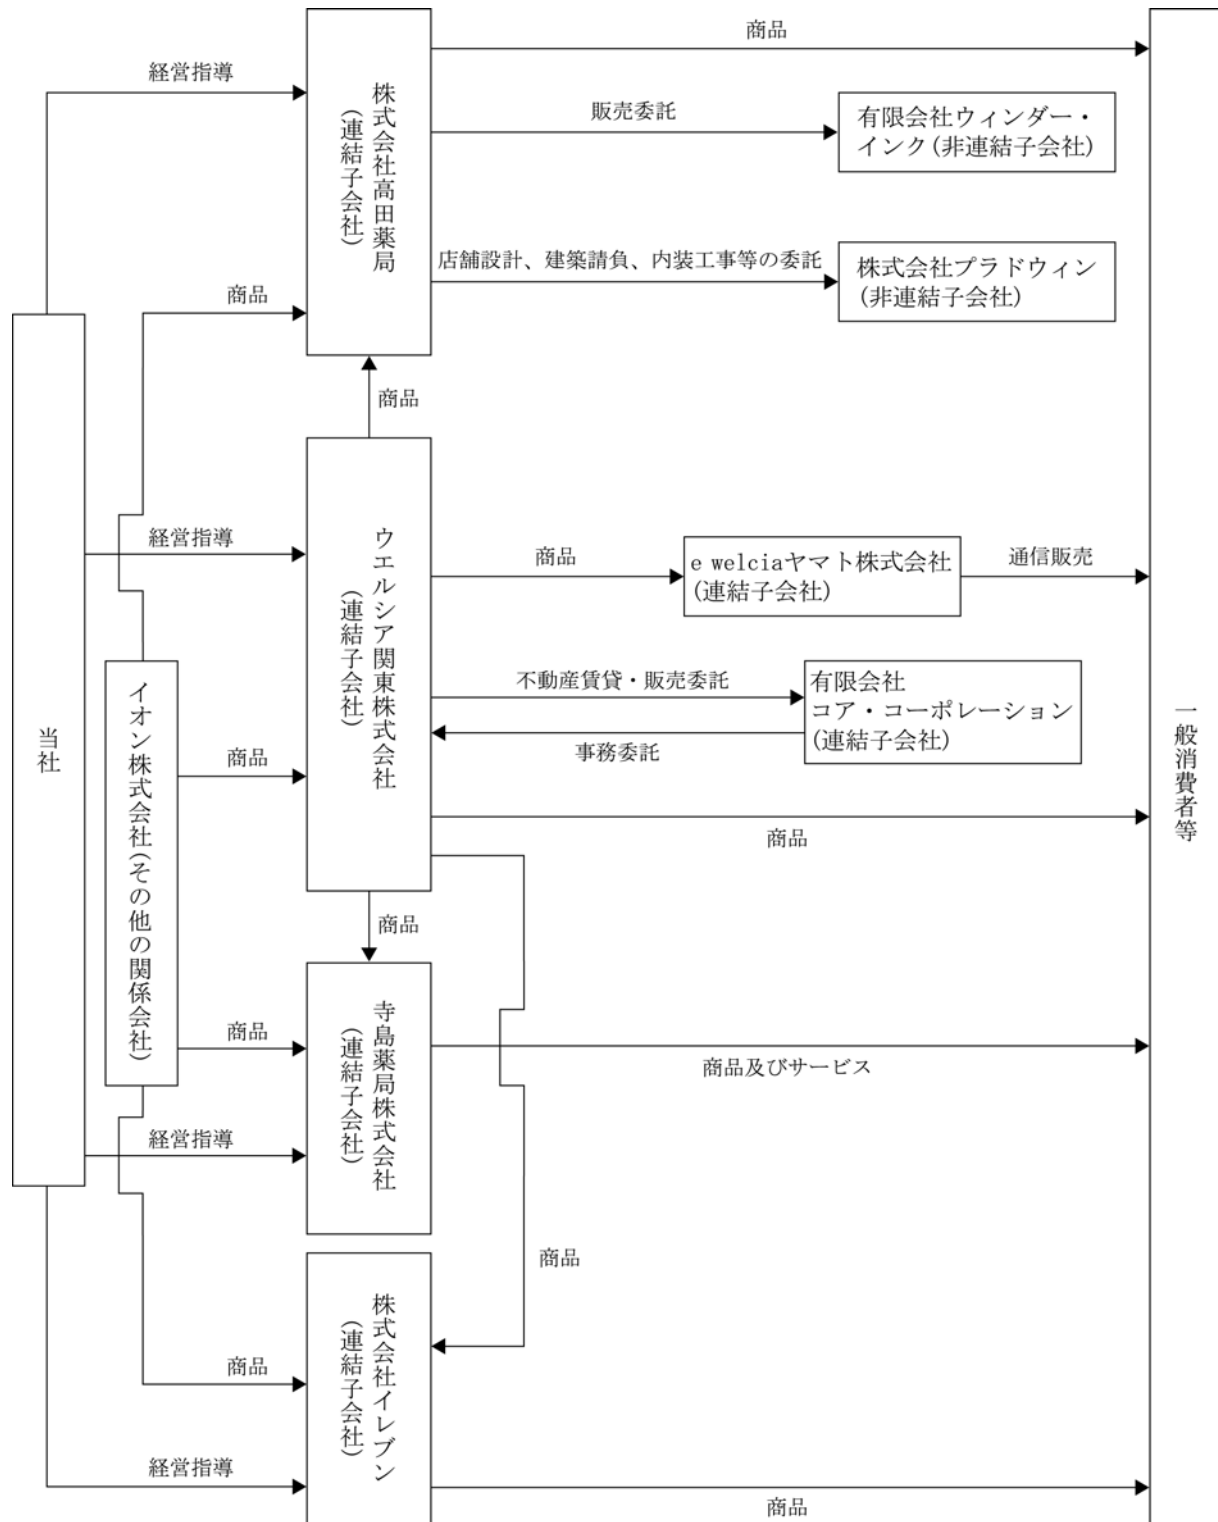 商品
経営指導
株式会社高田薬局
(連結子会社)
販売委託
有限会社ウィンダー・
インク(非連結子会社)
店舗設計、建築請負、内装工事等の委託
株式会社プラドウィン
(非連結子会社)
商品
商品
当社
イオン株式会社(その他の関係会社)
経営指導
ウエルシア関東株式会社
(連結子会社)
商品
e welciaヤマト株式会社
(連結子会社)
通信販売
不動産賃貸・販売委託
有限会社
コア・コーポレーション
(連結子会社)
事務委託
商品
商品
一般消費者等
商品
寺島薬局株式会社
(連結子会社)
商品
商品及びサービス
経営指導
商品
株式会社イレブン
(連結子会社)
商品
経営指導
商品